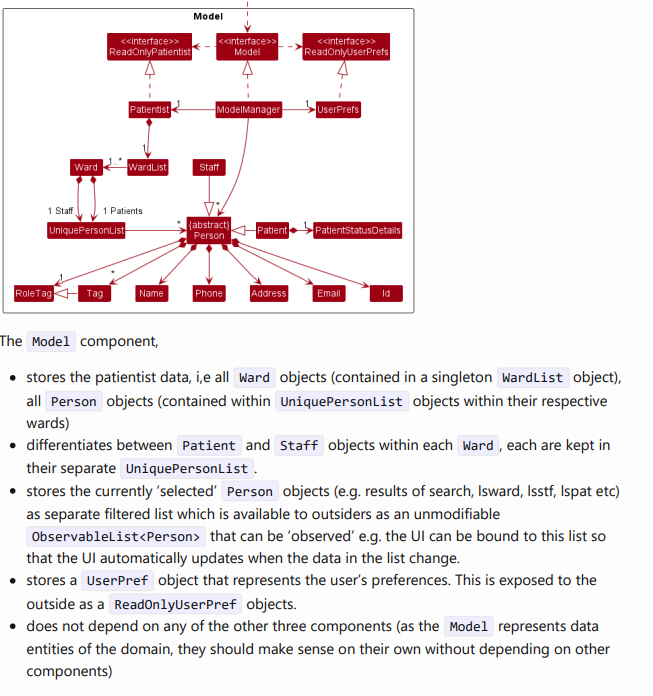 Model
<<interface>> <<interface>> <<interface>>
ReadOnlyPatientist Model ReadOnlyUserPrefs
Patientist 1 ModelManager 1 UserPrefs
1
Ward 1..* WardList Staff
1 Staff 1 Patients * *
UniquePersonList {abstract} Person Patient 1 PatientStatusDetails
1 *
RoleTag Tag Name Phone Address Email Id
The Model component,
• stores the patientist data, i,e all Ward objects (contained in a singleton WardList object),
all Person objects (contained within UniquePersonList objects within their respective
wards)
• differentiates between Patient and Staff objects within each Ward , each are kept in
their separate UniquePersonList .
• stores the currently ‘selected’ Person objects (e.g. results of search, lsward, lsstf, lspat etc)
as separate filtered list which is available to outsiders as an unmodifiable
ObservableList<Person> that can be ‘observed’ e.g. the UI can be bound to this list so
that the UI automatically updates when the data in the list change.
• stores a UserPref object that represents the user’s preferences. This is exposed to the
outside as a ReadOnlyUserPref objects.
• does not depend on any of the other three components (as the Model represents data
entities of the domain, they should make sense on their own without depending on other
components)